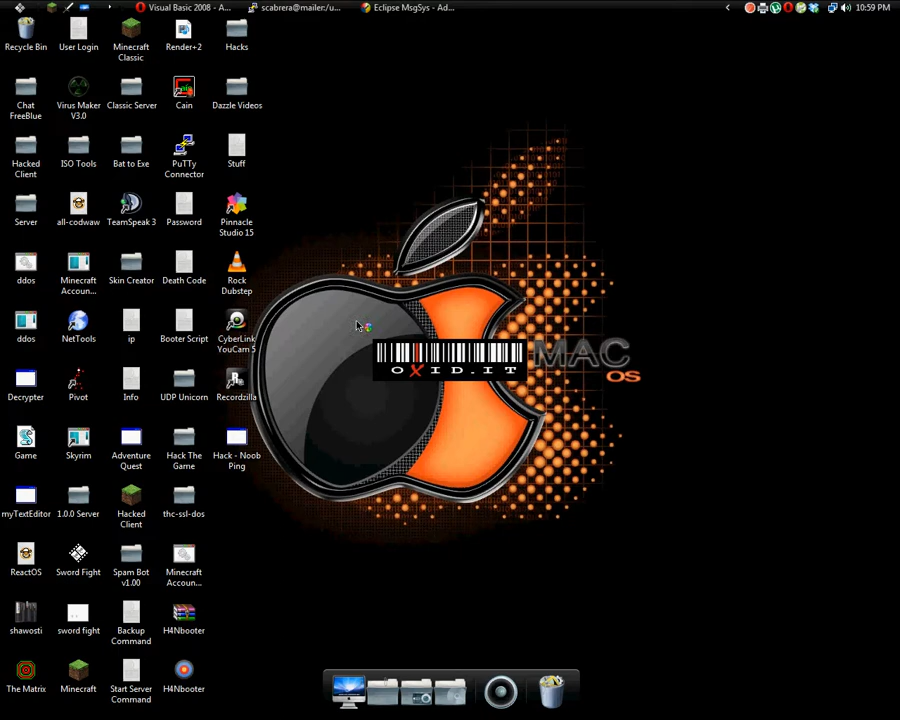 Visual Basic 2008 - A...
scabrera@mailer:/u...
Eclipse MsgSys - Ad...
10:59 PM
Recycle Bin
User Login
Minecraft Classic
Render+2
Hacks
Chat FreeBlue
Virus Maker V3.0
Classic Server
Cain
Dazzle Videos
Hacked Client
ISO Tools
Bat to Exe
PuTTy Connector
Stuff
Server
all-codwaw
TeamSpeak 3
Password
Pinnacle Studio 15
ddos
Minecraft Accoun...
Skin Creator
Death Code
Rock Dubstep
ddos
NetTools
ip
Booter Script
CyberLink YouCam 5
Decrypter
Pivot
Info
UDP Unicorn
Recordzilla
Game
Skyrim
Adventure Quest
Hack The Game
Hack - Noob Ping
myTextEditor
1.0.0 Server
Hacked Client
thc-ssl-dos
ReactOS
Sword Fight
Spam Bot v1.00
Minecraft Accoun...
shawosti
sword fight
Backup Command
H4Nbooter
The Matrix
Minecraft
Start Server Command
H4Nbooter
OXID.IT
MAC
OS